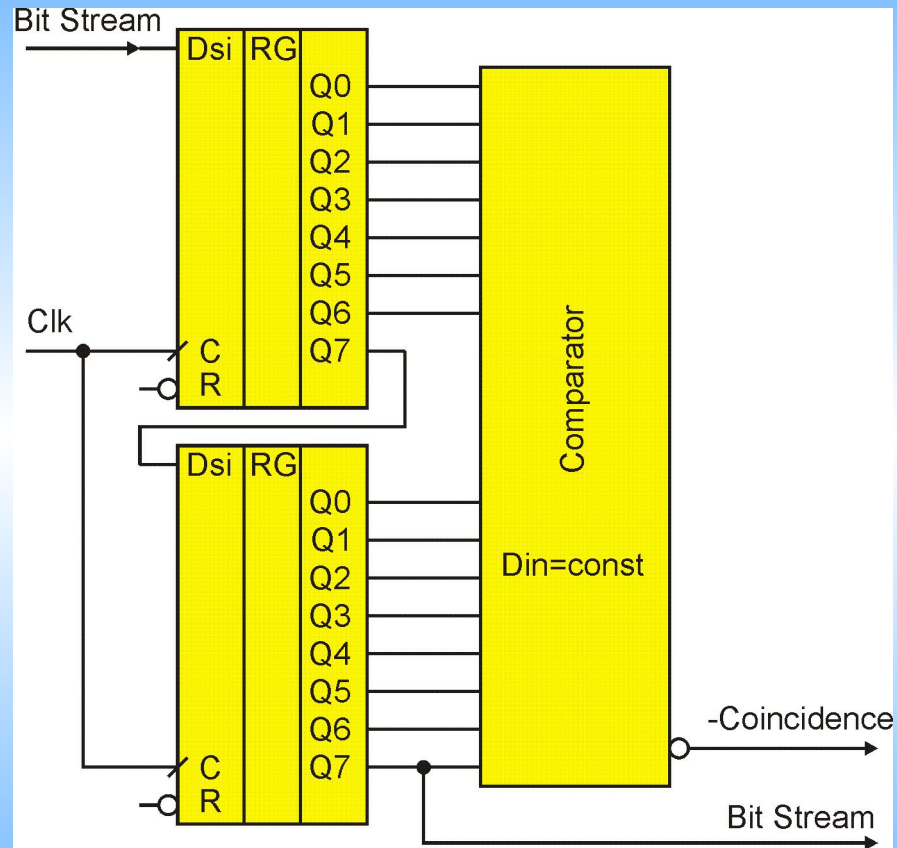 Bit Stream
Dsi RG
Q0
Q1
Q2
Q3
Q4
Q5
Q6
Clk
C Q7
R
Comparator
Din=const
Dsi RG
Q0
Q1
Q2
Q3
Q4
Q5
Q6
C Q7
R
-Coincidence
Bit Stream